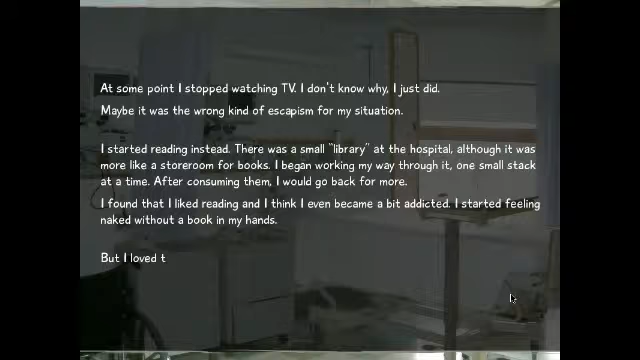 At some point I stopped watching TV. I don't know why, I just did.
Maybe it was the wrong kind of escapism for my situation.
I started reading instead. There was a small "library" at the hospital, although it was
more like a storeroom for books. I began working my way through it, one small stack
at a time. After consuming them, I would go back for more.
I found that I liked reading and I think I even became a bit addicted. I started feeling
naked without a book in my hands.
But I loved t